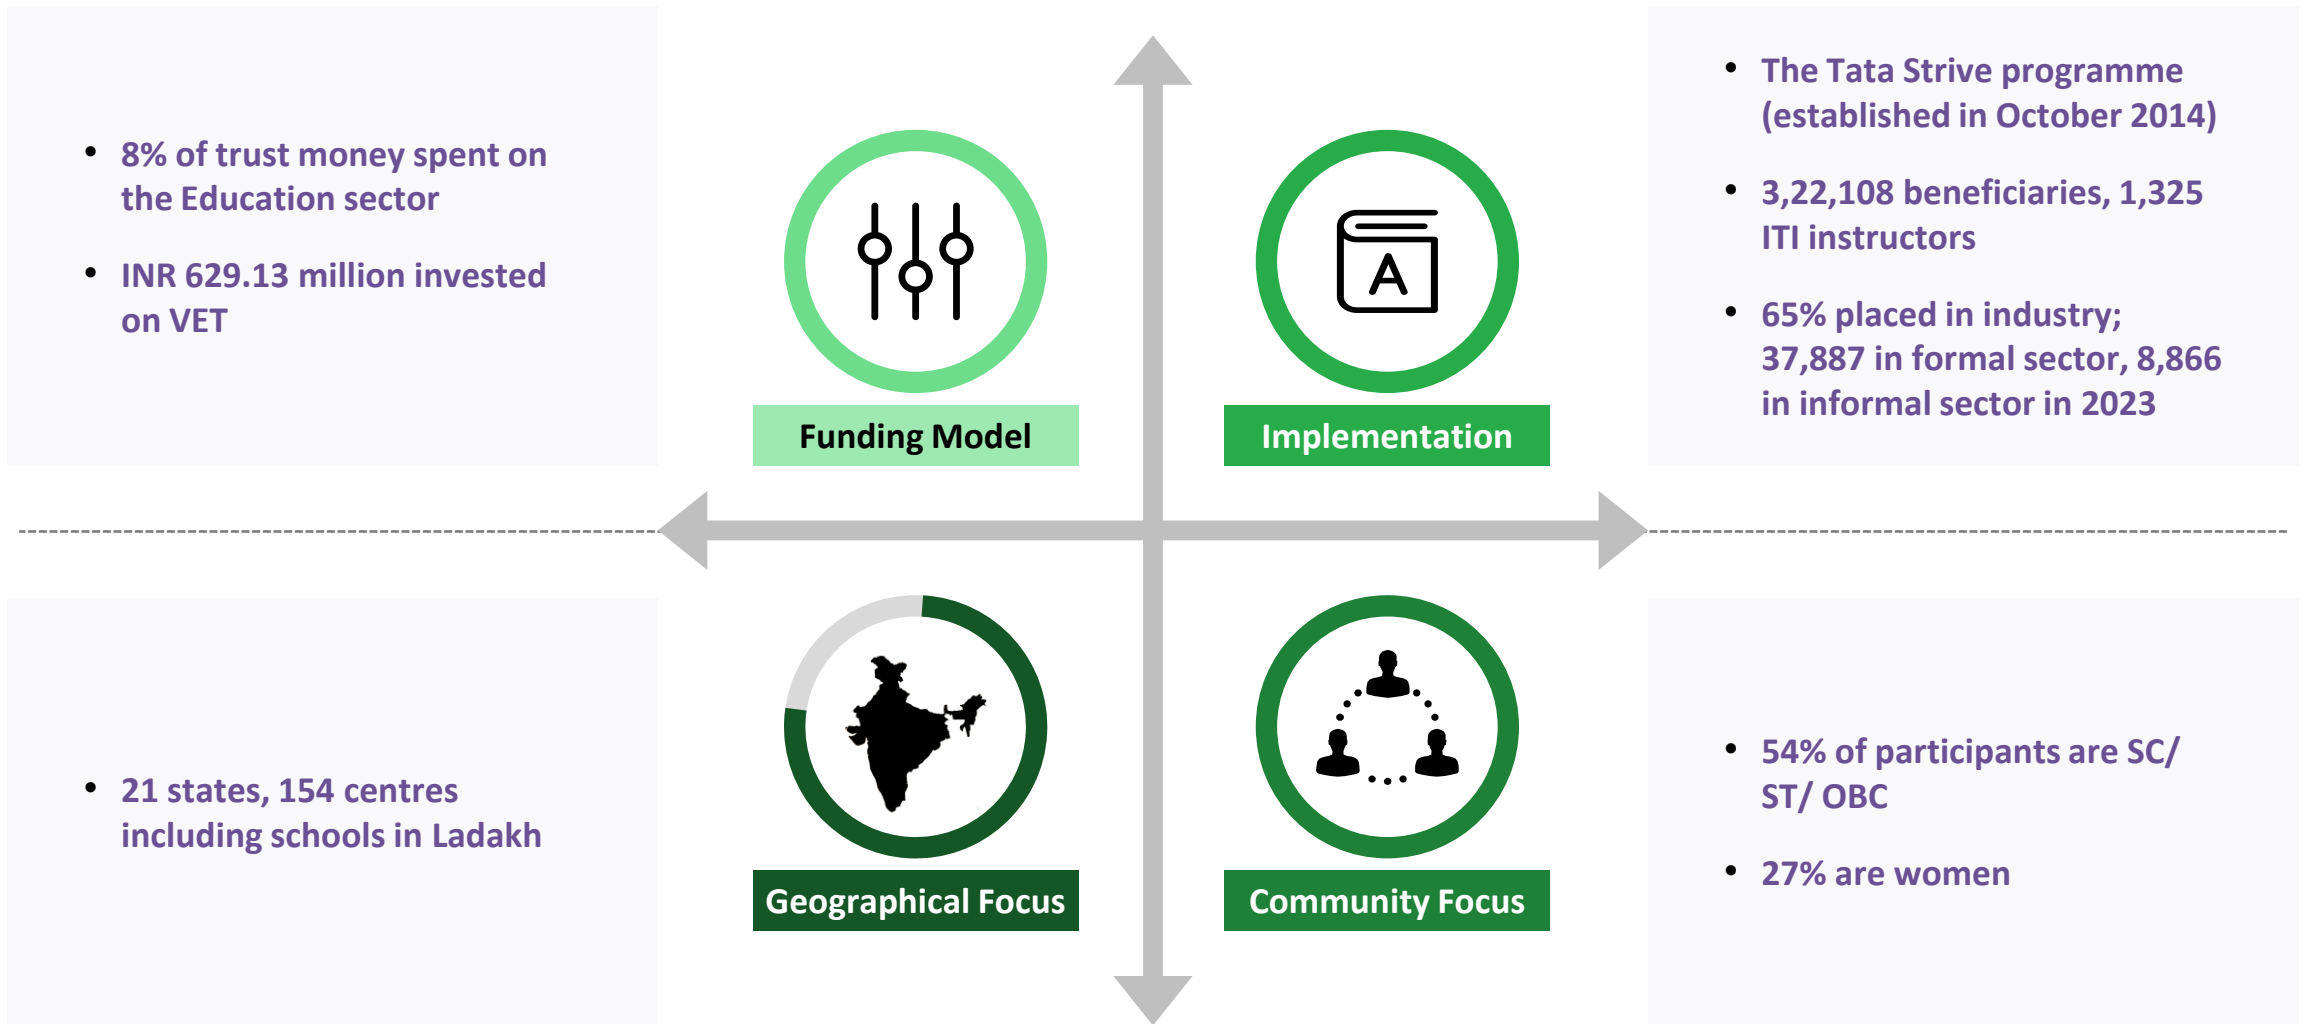 • 8% of trust money spent on
the Education sector
• INR 629.13 million invested
on VET
Funding Model
A
Implementation
• The Tata Strive programme
(established in October 2014)
• 3,22,108 beneficiaries, 1,325
ITI instructors
• 65% placed in industry;
37,887 in formal sector, 8,866
in informal sector in 2023
• 21 states, 154 centres
including schools in Ladakh
Geographical Focus
Community Focus
• 54% of participants are SC/
ST/ OBC
• 27% are women